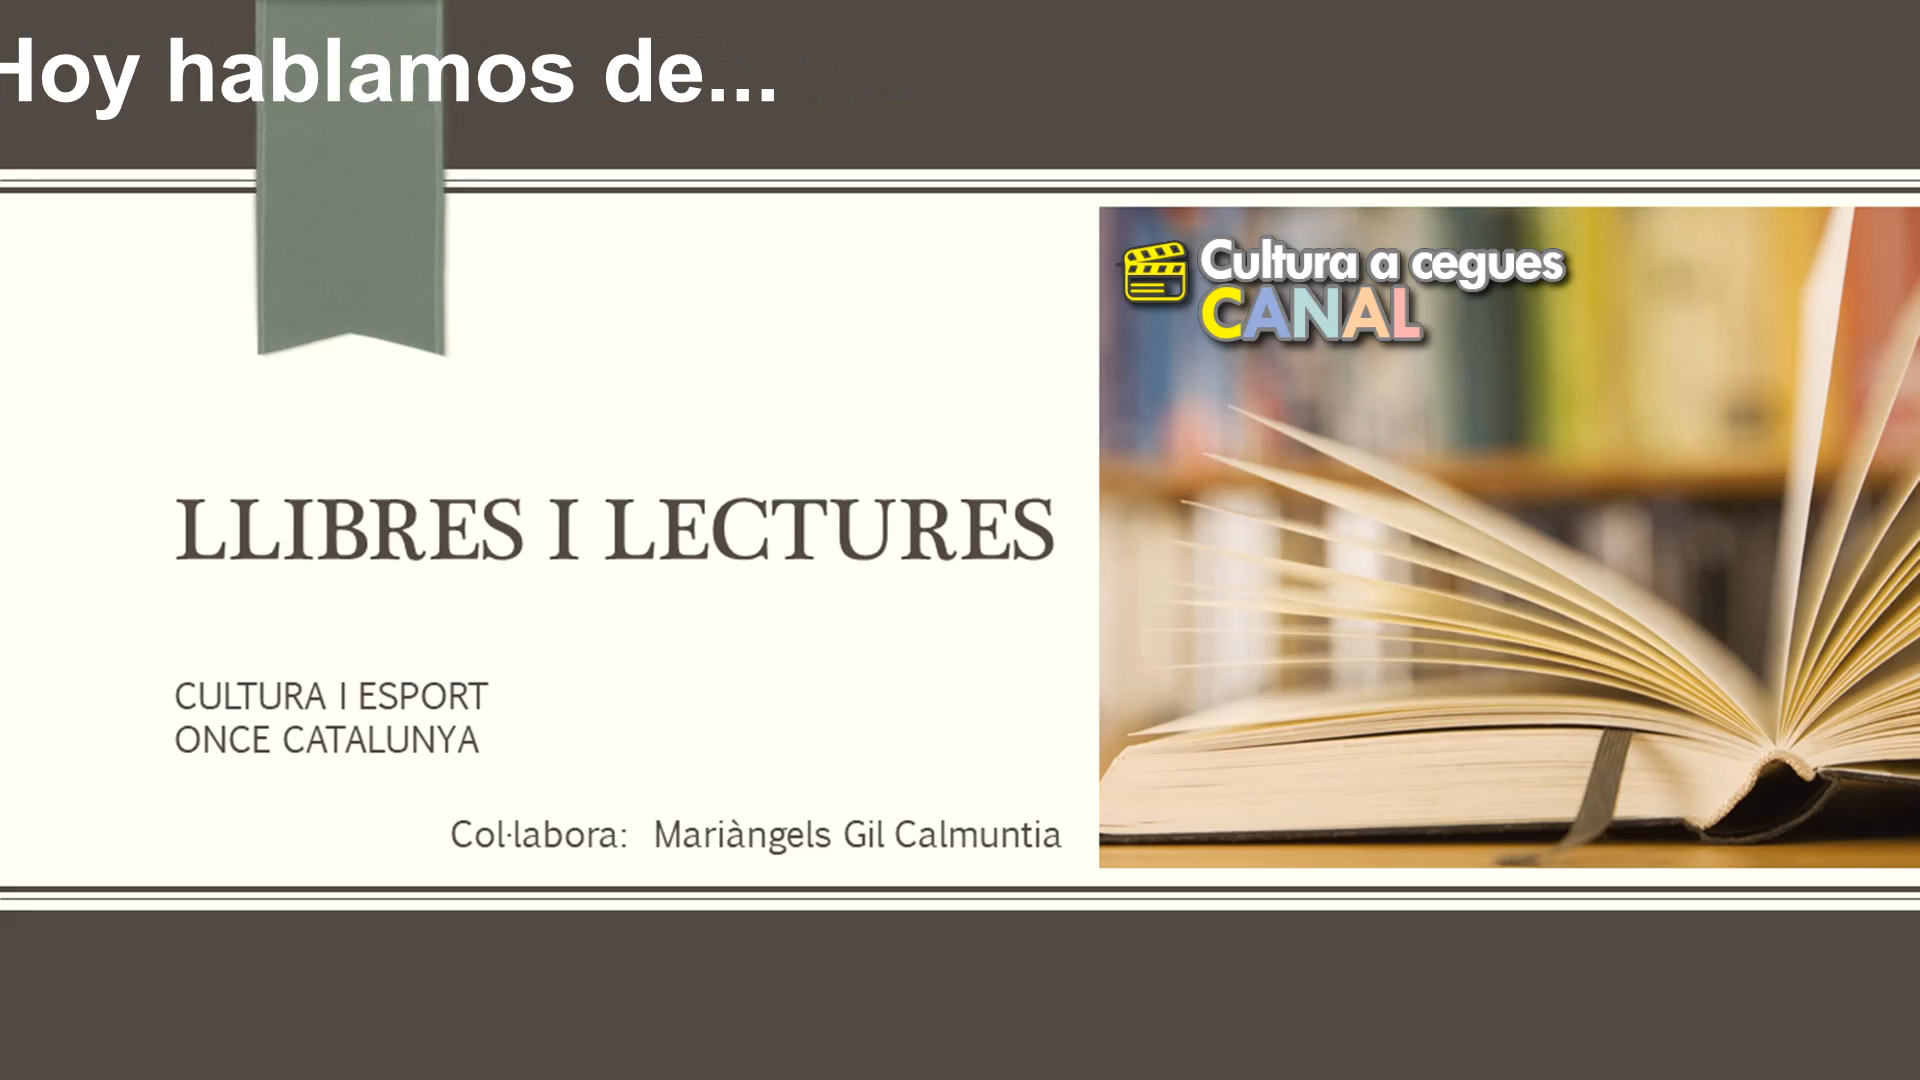 Hoy hablamos de...
Cultura a cegues
CANAL
LLIBRES I LECTURES
CULTURA I ESPORT
ONCE CATALUNYA
Col·labora: Mariàngels Gil Calmuntia